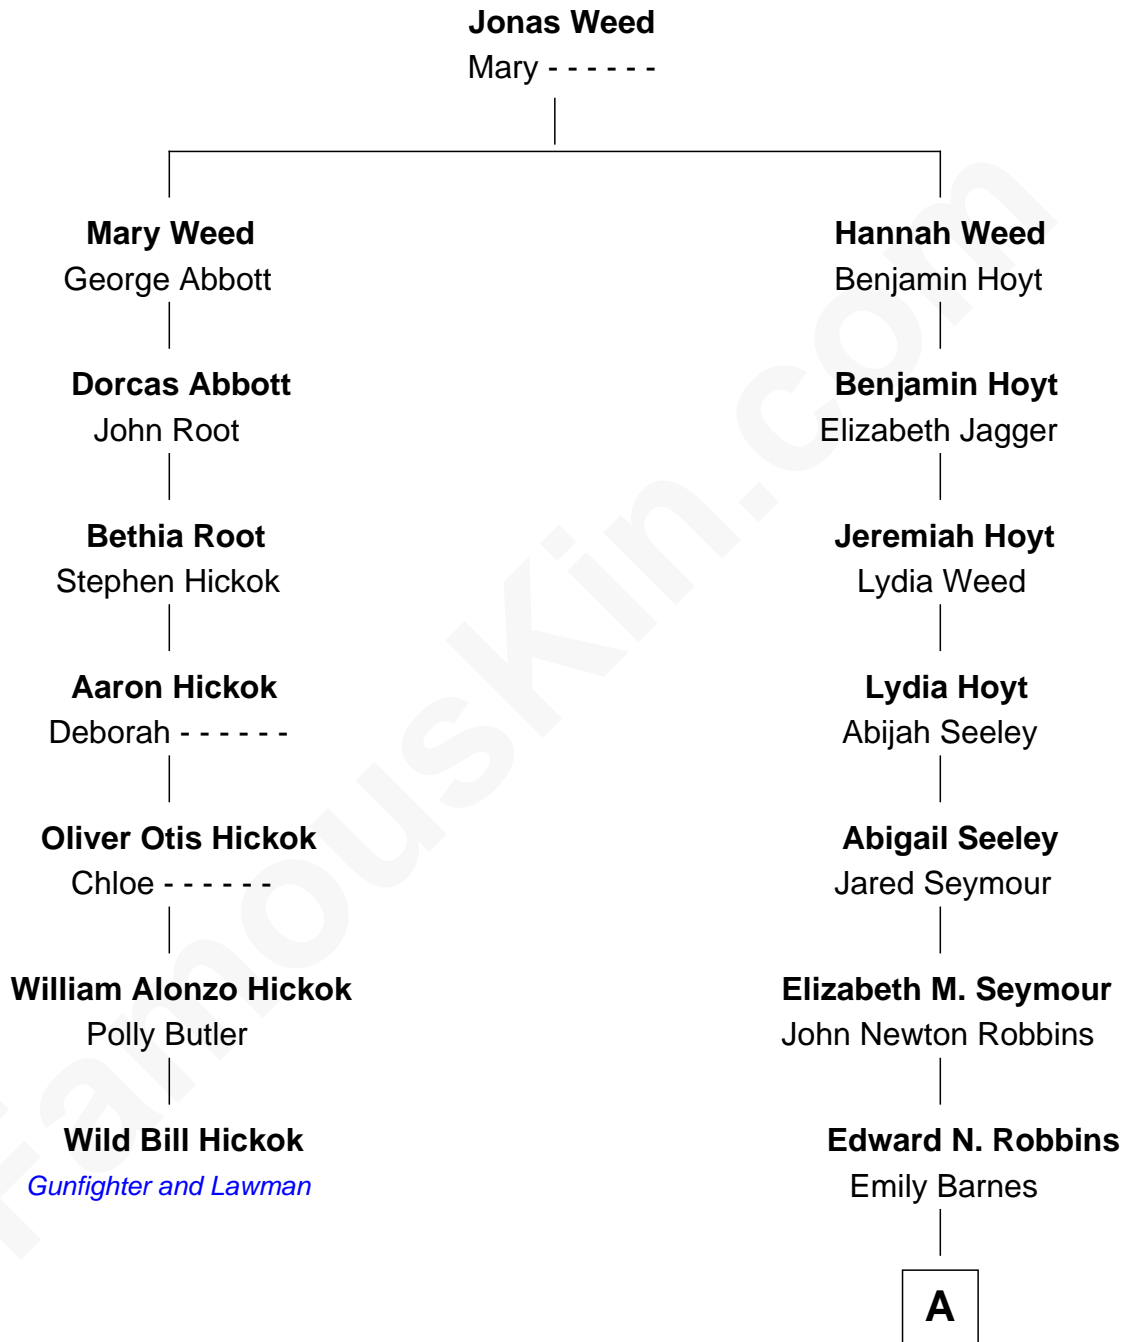 Jonas Weed
Mary - - - - - -
Mary Weed
George Abbott
Hannah Weed
Benjamin Hoyt
Dorcas Abbott
John Root
Benjamin Hoyt
Elizabeth Jagger
Bethia Root
Stephen Hickok
Jeremiah Hoyt
Lydia Weed
Aaron Hickok
Deborah - - - - - -
Lydia Hoyt
Abijah Seeley
Oliver Otis Hickok
Chloe - - - - - -
Abigail Seeley
Jared Seymour
William Alonzo Hickok
Polly Butler
Elizabeth M. Seymour
John Newton Robbins
Wild Bill Hickok
Gunfighter and Lawman
Edward N. Robbins
Emily Barnes
A
FamousKin.com